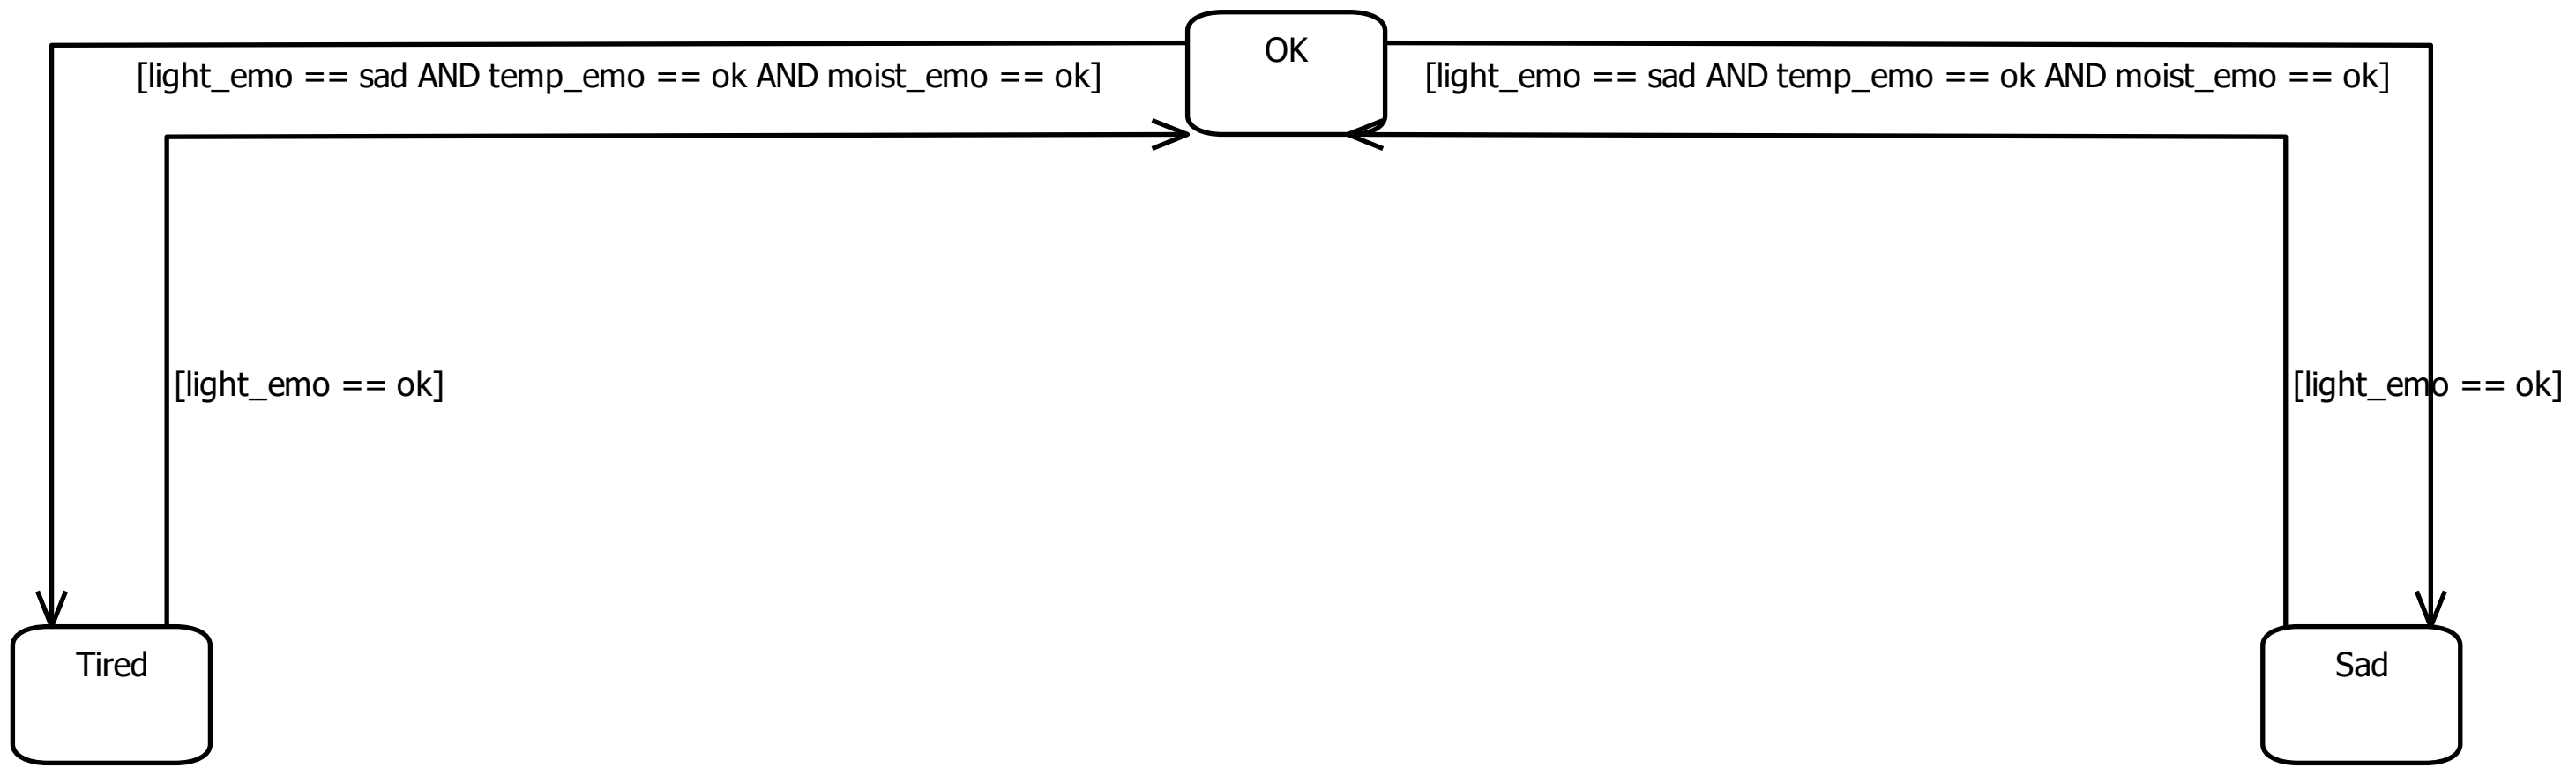 OK
[light_emo == sad AND temp_emo == ok AND moist_emo == ok]
[light_emo == sad AND temp_emo == ok AND moist_emo == ok]
[light_emo == ok]
[light_emo == ok]
Tired
Sad